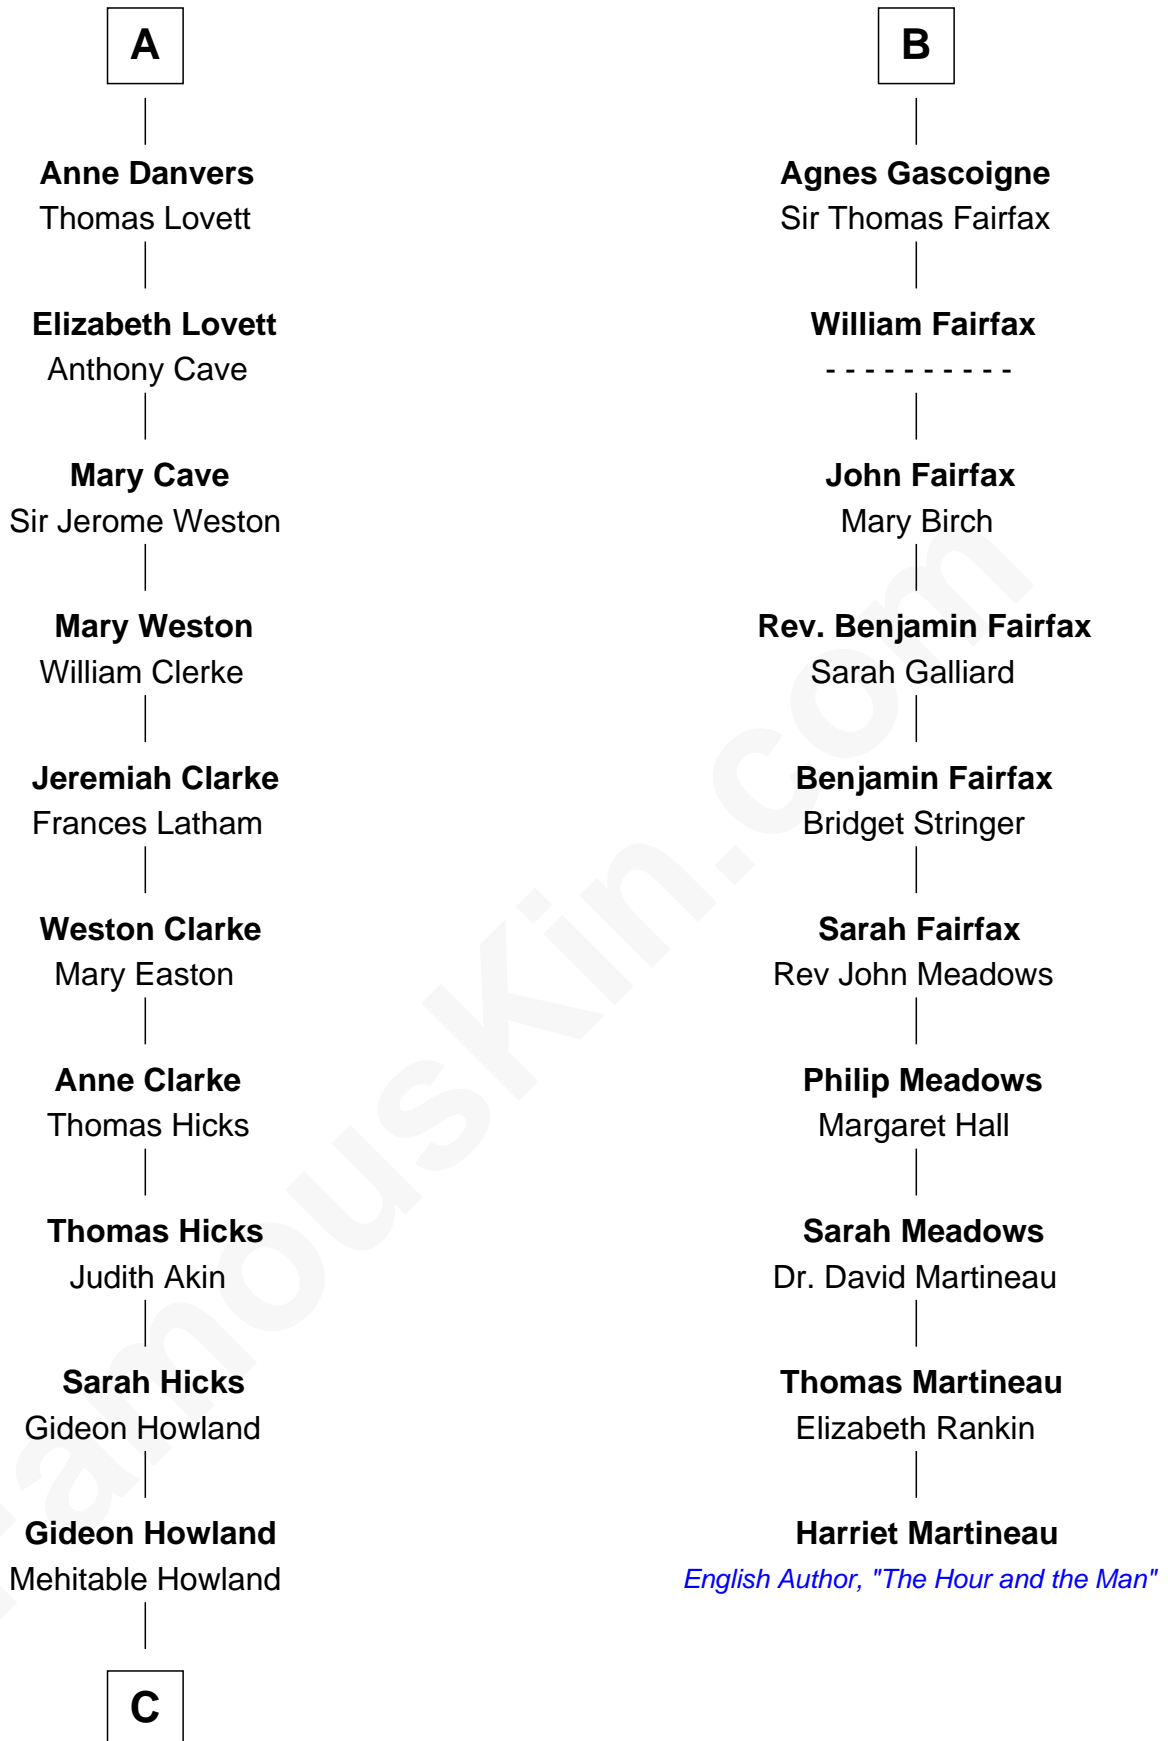 A
Anne Danvers
Thomas Lovett
Elizabeth Lovett
Anthony Cave
Mary Cave
Sir Jerome Weston
Mary Weston
William Clerke
Jeremiah Clarke
Frances Latham
Weston Clarke
Mary Easton
Anne Clarke
Thomas Hicks
Thomas Hicks
Judith Akin
Sarah Hicks
Gideon Howland
Gideon Howland
Mehitable Howland
C
B
Agnes Gascoigne
Sir Thomas Fairfax
William Fairfax
- - - - - - - - - -
John Fairfax
Mary Birch
Rev. Benjamin Fairfax
Sarah Galliard
Benjamin Fairfax
Bridget Stringer
Sarah Fairfax
Rev John Meadows
Philip Meadows
Margaret Hall
Sarah Meadows
Dr. David Martineau
Thomas Martineau
Elizabeth Rankin
Harriet Martineau
English Author, "The Hour and the Man"
FamousKin.com